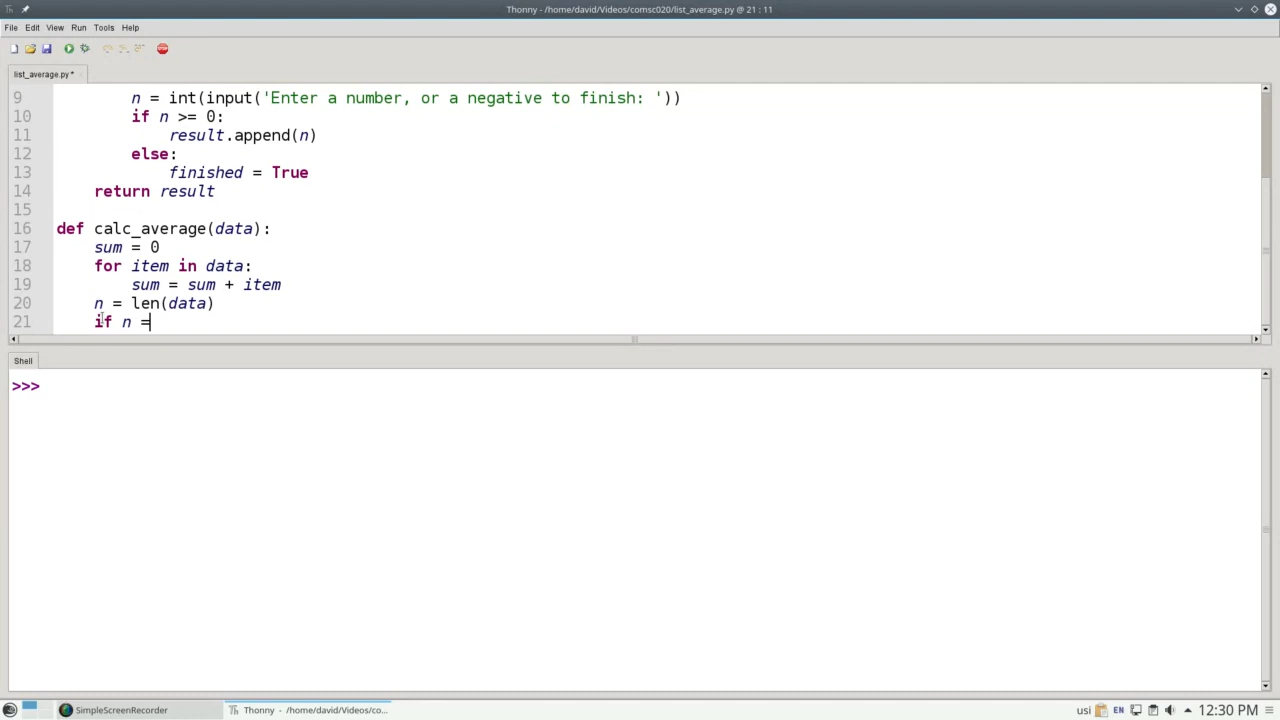 Thonny - /home/david/Videos/comsc020/list_average.py @ 21 : 11
File Edit View Run Tools Help
list_average.py *
9 n = int(input('Enter a number, or a negative to finish: '))
10 if n >= 0:
11 result.append(n)
12 else:
13 finished = True
14 return result
15
16 def calc_average(data):
17 sum = 0
18 for item in data:
19 sum = sum + item
20 n = len(data)
21 if n =
Shell
>>>
SimpleScreenRecorder Th Thonny - /home/david/Videos/co... usi EN 12:30 PM